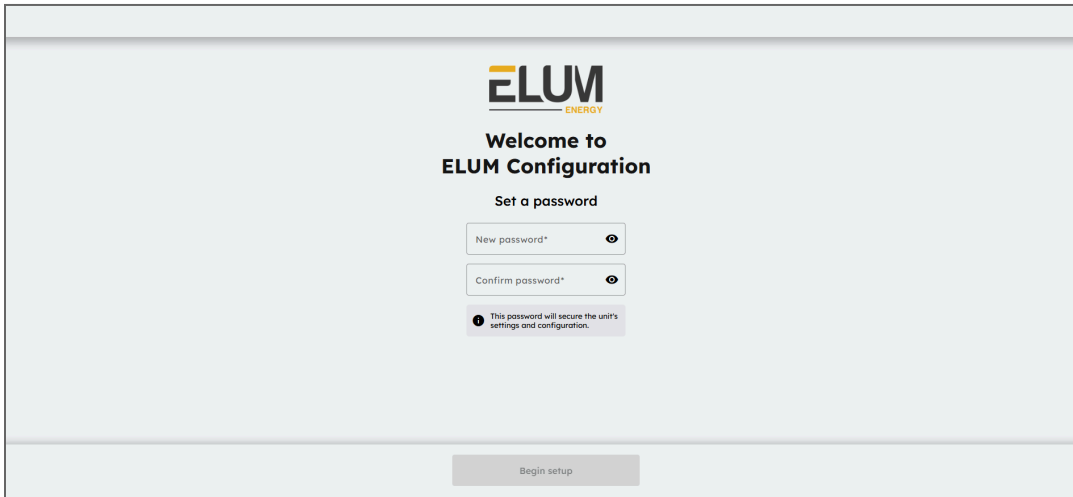 ELUM
ENERGY
Welcome to
ELUM Configuration
Set a password
New password*
Confirm password*
This password will secure the unit's
settings and configuration.
Begin setup